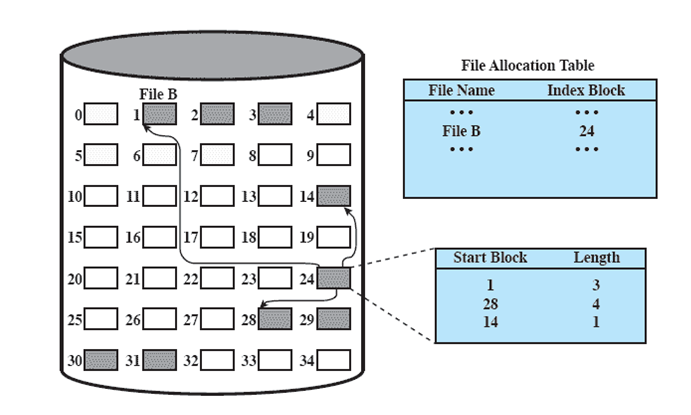 File B
0 1 2 3 4
5 6 7 8 9
10 11 12 13 14
15 16 17 18 19
20 21 22 23 24
25 26 27 28 29
30 31 32 33 34
File Allocation Table
File Name Index Block
••• •••
File B 24
••• •••
Start Block Length
1 3
28 4
14 1